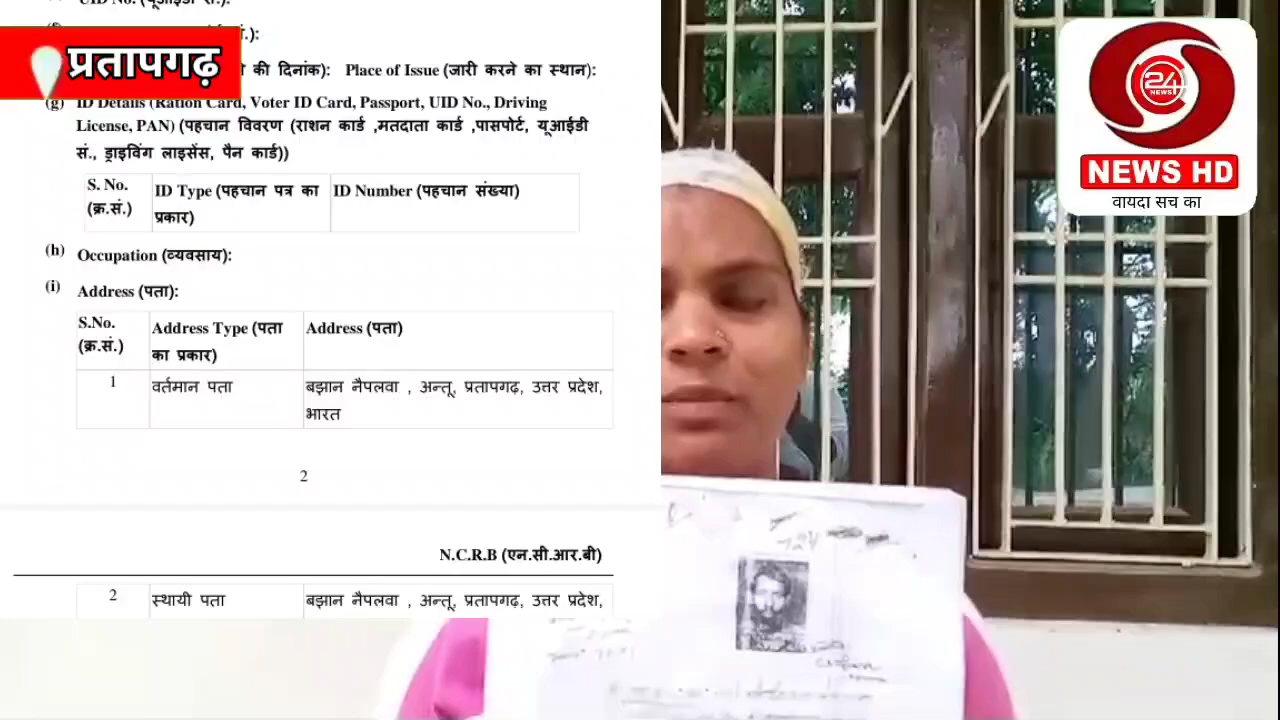 UID No. (यूआईडी सं.):
प्रतापगढ़
की दिनांक): Place of Issue (जारी करने का स्थान):
(g) ID Details (Ration Card, Voter ID Card, Passport, UID No., Driving
License, PAN) (पहचान विवरण (राशन कार्ड ,मतदाता कार्ड ,पासपोर्ट, यूआईडी
सं., ड्राइविंग लाइसेंस, पैन कार्ड))
S. No. (क्र.सं.) ID Type (पहचान पत्र का प्रकार) ID Number (पहचान संख्या)
(h) Occupation (व्यवसाय):
(i) Address (पता):
S.No. (क्र.सं.) Address Type (पता का प्रकार) Address (पता)
1 वर्तमान पता बझान नैपलवा , अन्तू, प्रतापगढ़, उत्तर प्रदेश,
भारत
2
N.C.R.B (एन.सी.आर.बी)
2 स्थायी पता बझान नैपलवा , अन्तू, प्रतापगढ़, उत्तर प्रदेश,
24
NEWS
NEWS HD
वायदा सच का